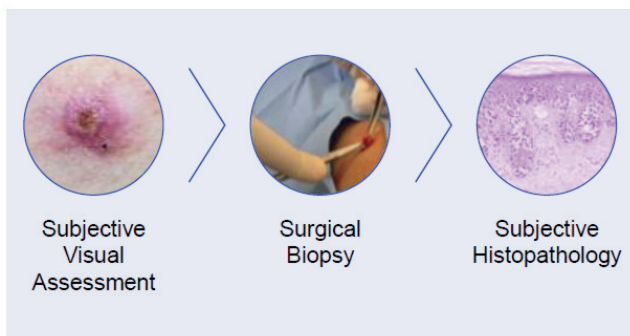 Subjective
Visual
Assessment
Surgical
Biopsy
Subjective
Histopathology